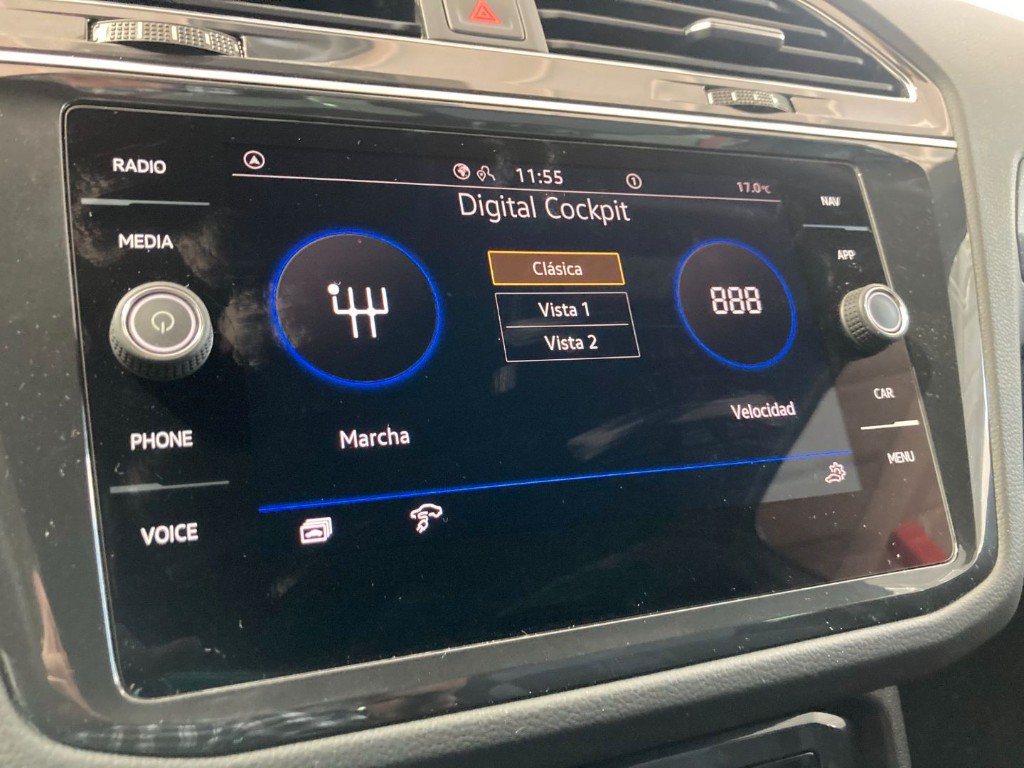 RADIO
MEDIA
PHONE
VOICE
11:55
1
17.0°C
Digital Cockpit
Clásica
Vista 1
Vista 2
888
Marcha
Velocidad
NAV
APP
CAR
MENU